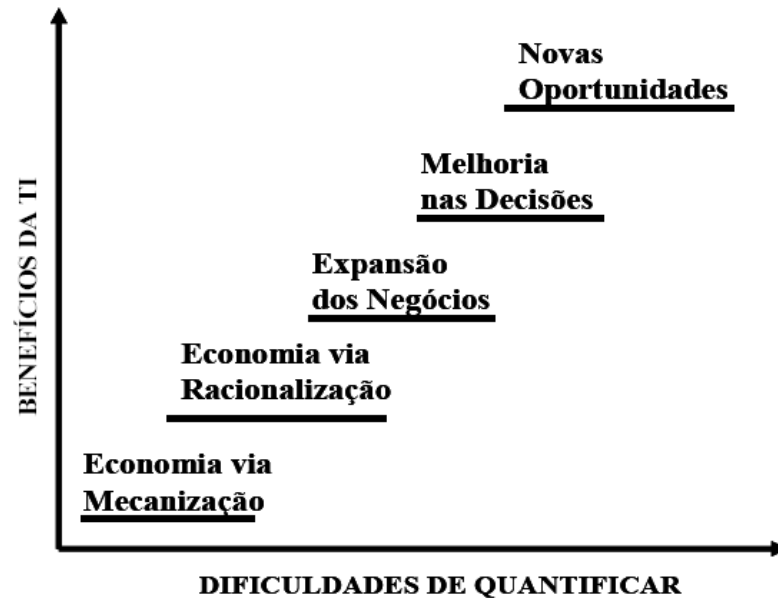 Novas
Oportunidades
Melhoria
nas Decisões
Expansão
dos Negócios
Economia via
Racionalização
Economia via
Mecanização
BENEFÍCIOS DA TI
DIFICULDADES DE QUANTIFICAR